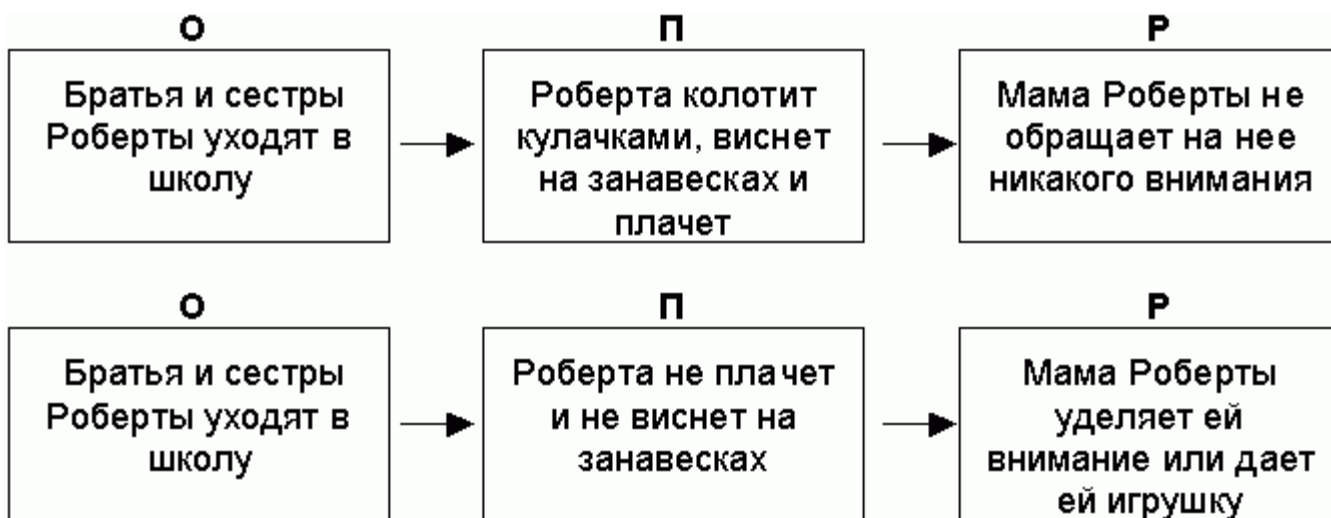 О П Р
Братья и сестры
Роберты уходят в
школу
Роберта колотит
кулачками, виснет
на занавесках и
плачет
Мама Роберты не
обращает на нее
никакого внимания
О П Р
Братья и сестры
Роберты уходят в
школу
Роберта не плачет
и не виснет на
занавесках
Мама Роберты
уделяет ей
внимание или дает
ей игрушку